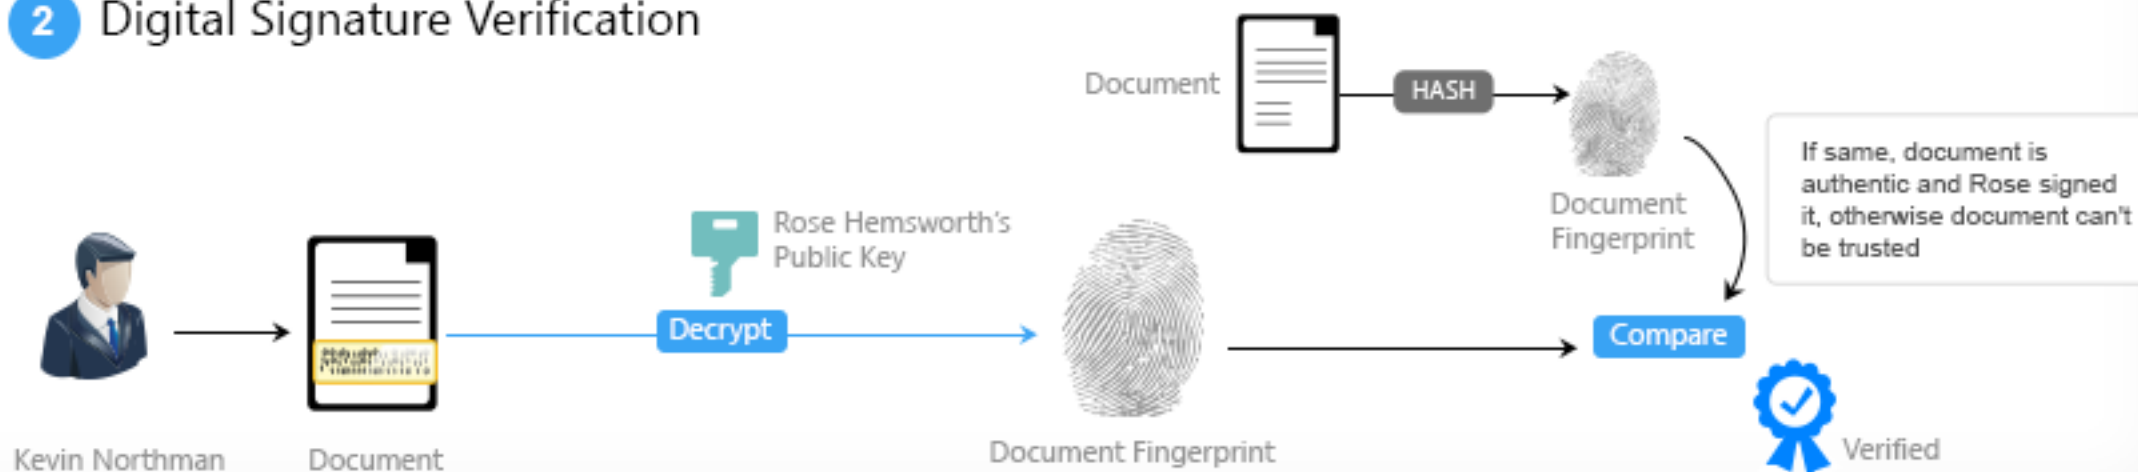 2 Digital Signature Verification
Document
HASH
Document
Fingerprint
If same, document is
authentic and Rose signed
it, otherwise document can't
be trusted
Rose Hemsworth's
Public Key
Decrypt
Compare
Kevin Northman
Document
Document Fingerprint
Verified